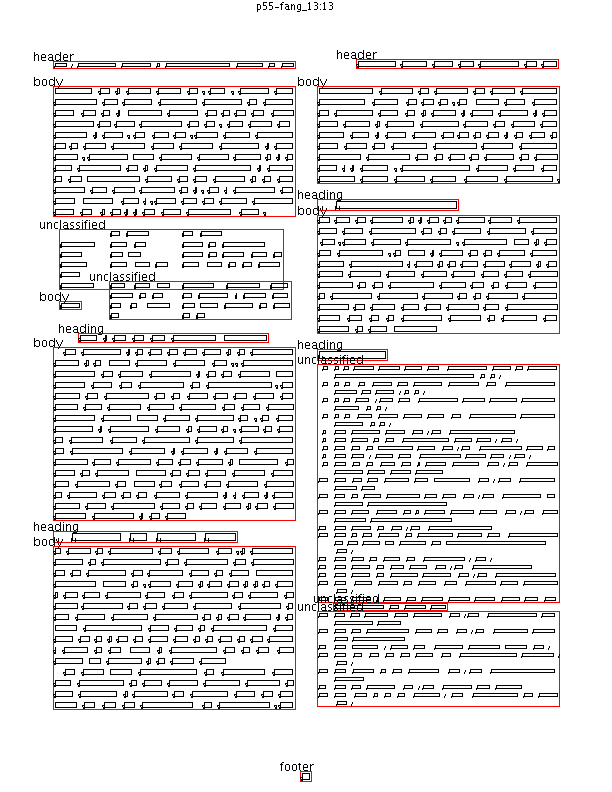 p55-fang_13:13
header
header
body
body
heading
body
unclassified
unclassified
body
heading
body
heading
unclassified
heading
body
unclassified
unclassified
footer